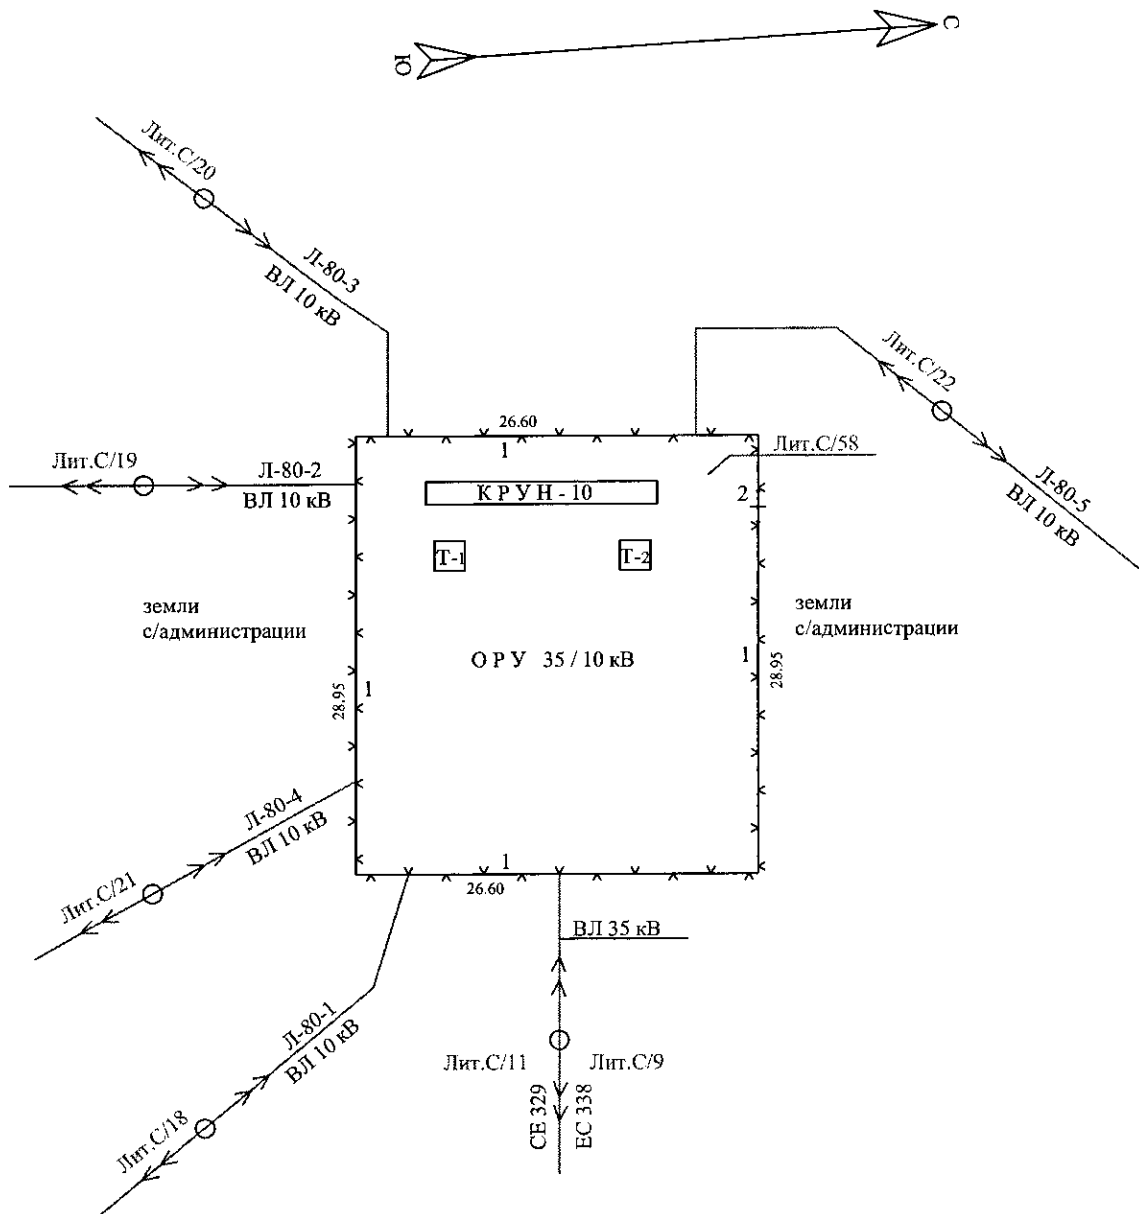 С
Ю
Лит.С/20
Л-80-3
ВЛ 10 кВ
Лит.С/22
Л-80-5
ВЛ 10 кВ
26.60
1
Лит.С/58
Лит.С/19
Л-80-2
ВЛ 10 кВ
К Р У Н - 10
2
Т-1
Т-2
земли
с/администрации
земли
с/администрации
О Р У 35 / 10 кВ
1
28.95
1
28.95
Л-80-4
ВЛ 10 кВ
Лит.С/21
1
26.60
ВЛ 35 кВ
Л-80-1
ВЛ 10 кВ
Лит.С/18
Лит.С/11
Лит.С/9
СЕ 329
ЕС 338